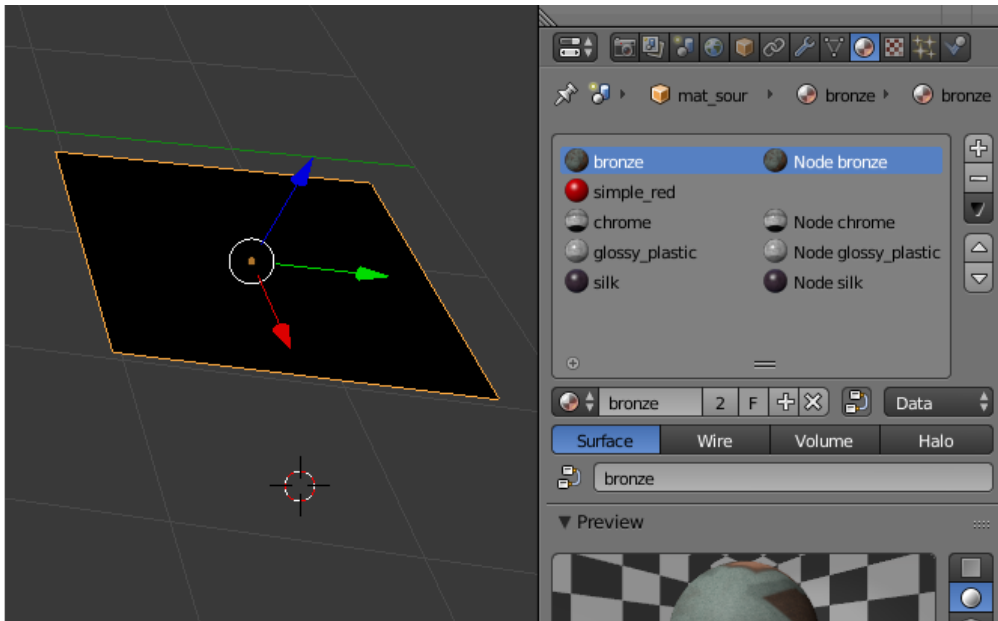 mat_sour bronze bronze
bronze Node bronze
simple_red
chrome Node chrome
glossy_plastic Node glossy_plastic
silk Node silk
bronze 2 F Data
Surface Wire Volume Halo
bronze
Preview